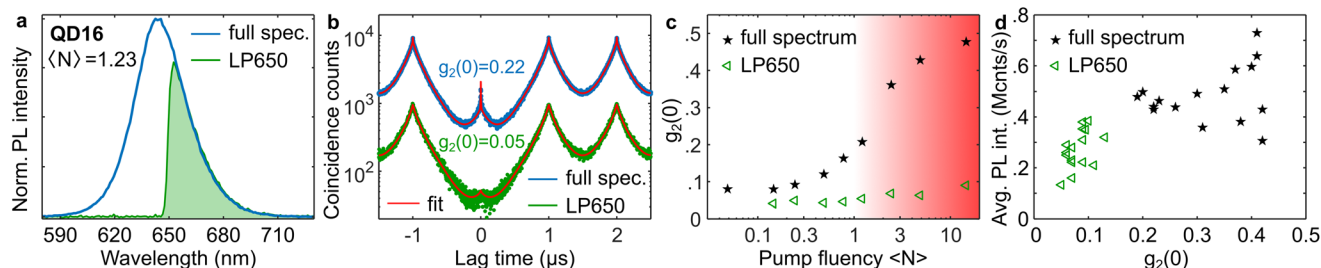 a
QD16
⟨N⟩=1.23
full spec.
LP650
Norm. PL intensity
590 620 650 680 710
Wavelength (nm)
b
10⁴
10³
10²
g₂(0)=0.22
g₂(0)=0.05
fit
full spec.
LP650
Coincidence counts
-1 0 1 2
Lag time (µs)
c
full spectrum
LP650
g₂(0)
.5
.4
.3
.2
.1
0
0.1 0.3 1 3 10
Pump fluency <N>
d
full spectrum
LP650
Avg. PL int. (Mcnts/s)
.8
.6
.4
.2
0
0 0.1 0.2 0.3 0.4 0.5
g₂(0)